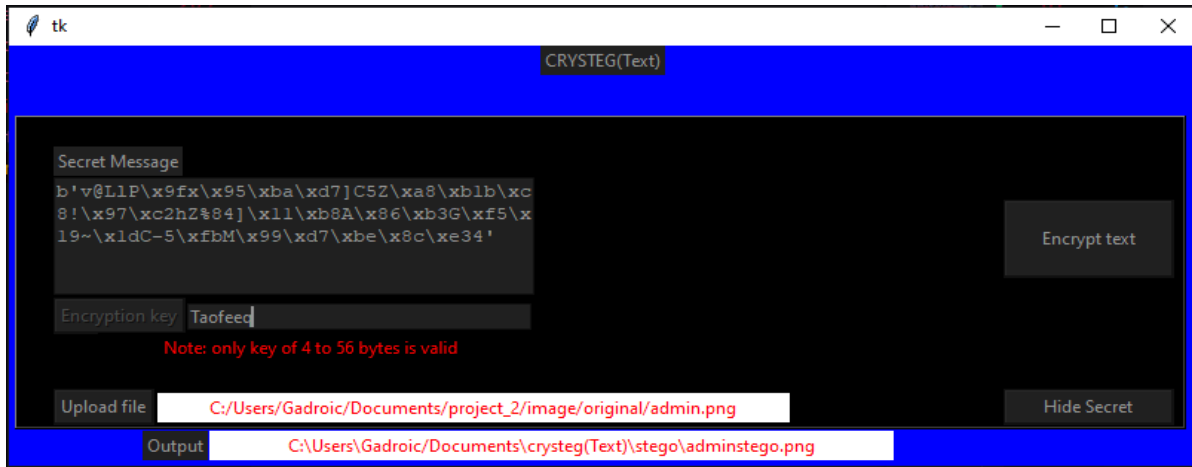 tk
CRYSTEG(Text)
Secret Message
b'v@L1P\x9fx\x95\xba\xd7]C5Z\xa8\xb1b\xc
8!\x97\xc2hZ%84]\x11\xb8A\x86\xb3G\xf5\x
19~\x1dC-5\xfbM\x99\xd7\xbe\x8c\xe34'
Encrypt text
Encryption key Taofeeq
Note: only key of 4 to 56 bytes is valid
Upload file C:/Users/Gadroic/Documents/project_2/image/original/admin.png Hide Secret
Output C:\Users\Gadroic/Documents\crysteg(Text)\stego\adminstego.png